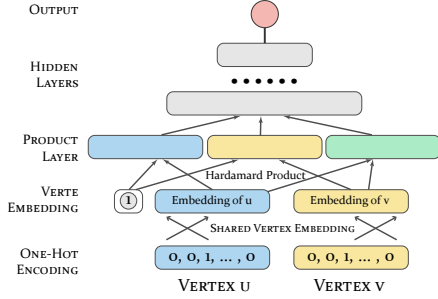 OUTPUT
HIDDEN
LAYERS
PRODUCT
LAYER
Hardamard Product
VERTE
EMBEDDING
1
Embedding of u
Embedding of v
SHARED VERTEX EMBEDDING
ONE-HOT
ENCODING
0, 0, 1, ... , 0
0, 0, 1, ... , 0
VERTEX U
VERTEX V